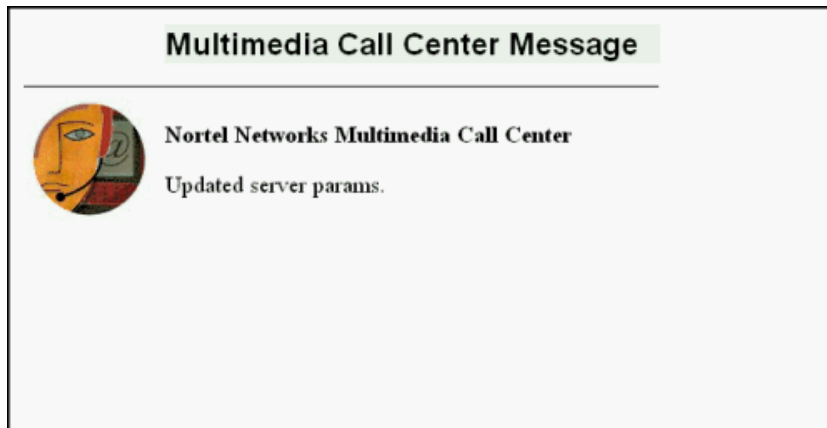 Multimedia Call Center Message
Nortel Networks Multimedia Call Center
Updated server params.
@